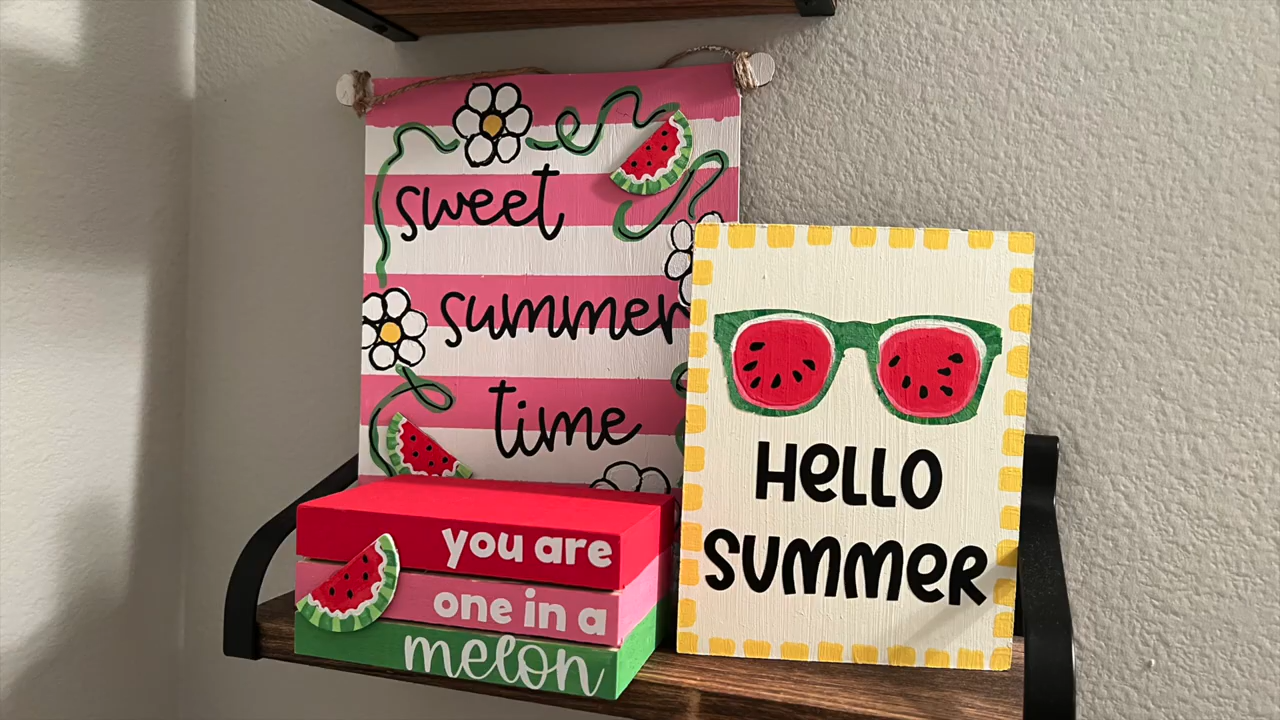 sweet
summer
time
HeLLO
SUMMeR
you are
one in a
melon